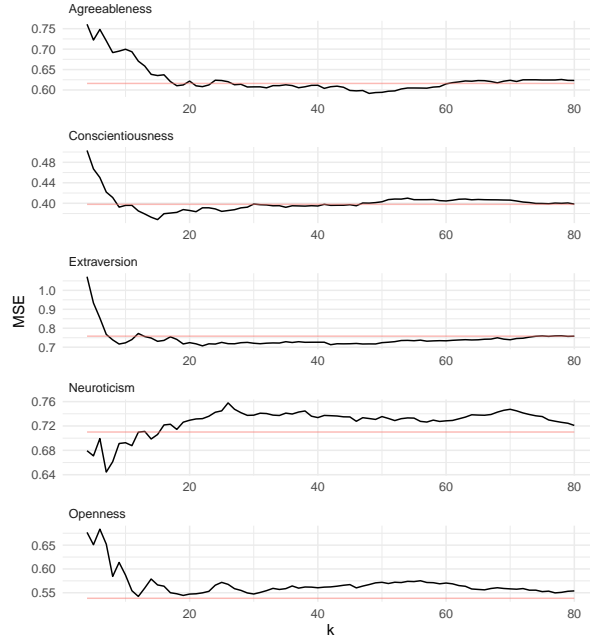 Agreeableness
0.75
0.70
0.65
0.60
20 40 60 80
Conscientiousness
0.48
0.44
0.40
20 40 60 80
Extraversion
1.0
0.9
0.8
0.7
20 40 60 80
MSE
Neuroticism
0.76
0.72
0.68
0.64
20 40 60 80
Openness
0.65
0.55
20 40 60 80
k